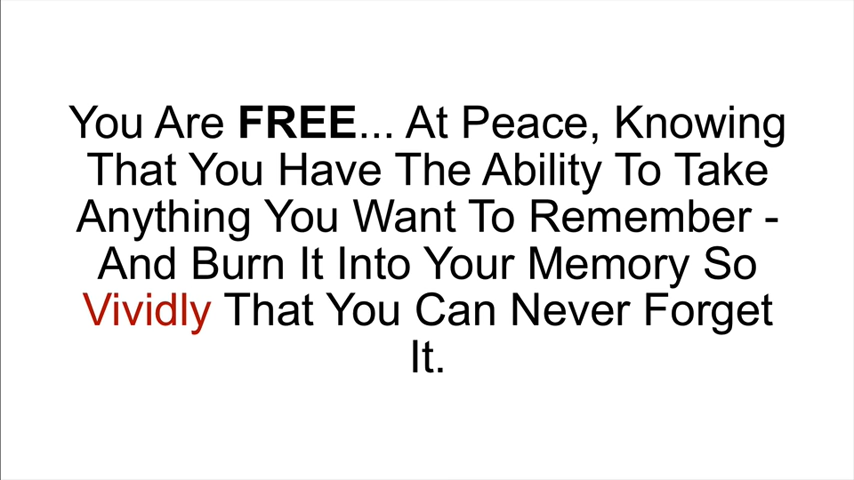 You Are FREE... At Peace, Knowing
That You Have The Ability To Take
Anything You Want To Remember -
And Burn It Into Your Memory So
Vividly That You Can Never Forget
It.